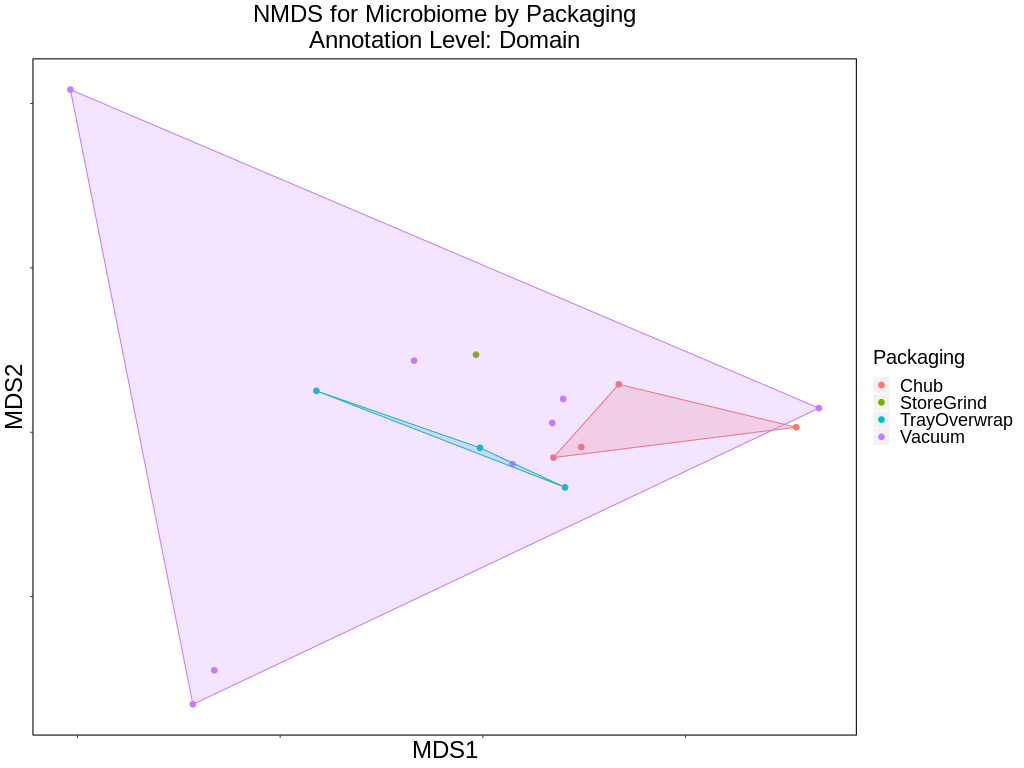 NMDS for Microbiome by Packaging
Annotation Level: Domain
MDS2
MDS1
Packaging
Chub
StoreGrind
TrayOverwrap
Vacuum